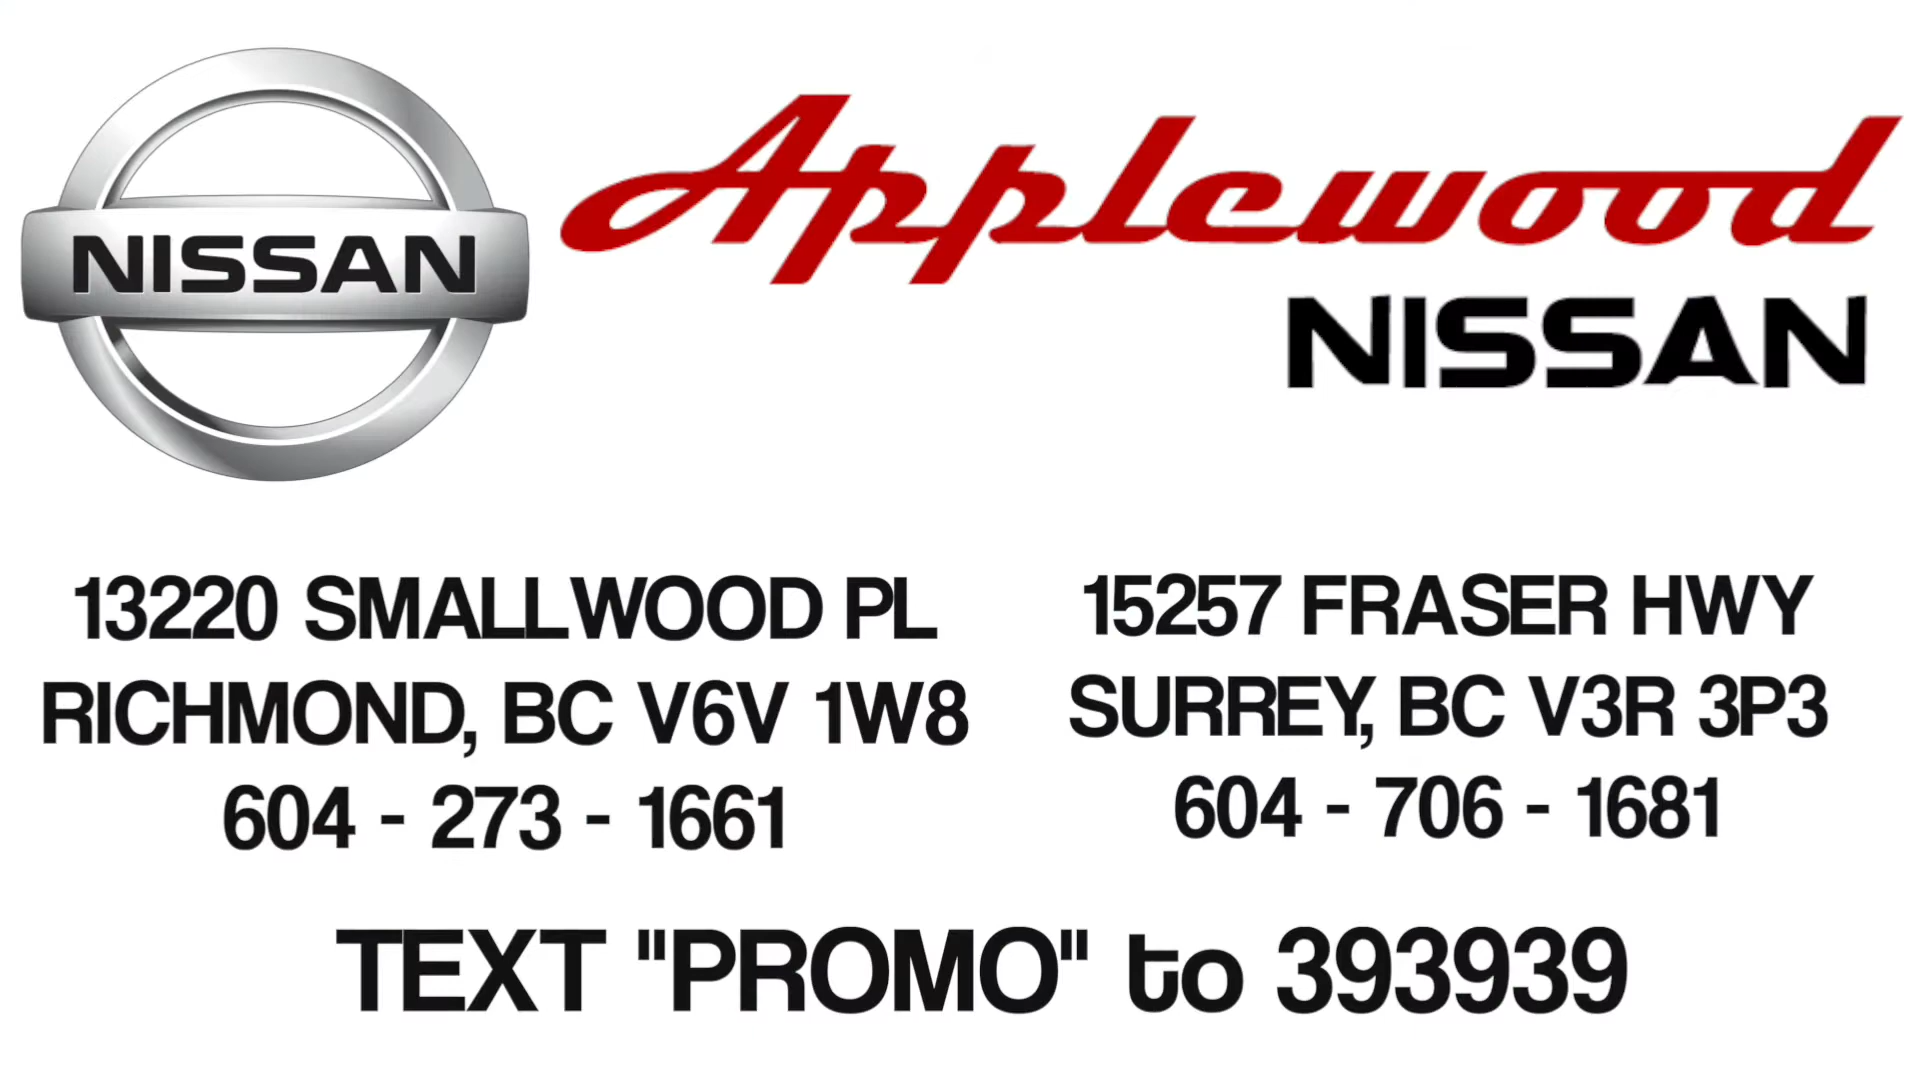 NISSAN
Applewood
NISSAN
13220 SMALLWOOD PL
RICHMOND, BC V6V 1W8
604 - 273 - 1661
15257 FRASER HWY
SURREY, BC V3R 3P3
604 - 706 - 1681
TEXT "PROMO" to 393939